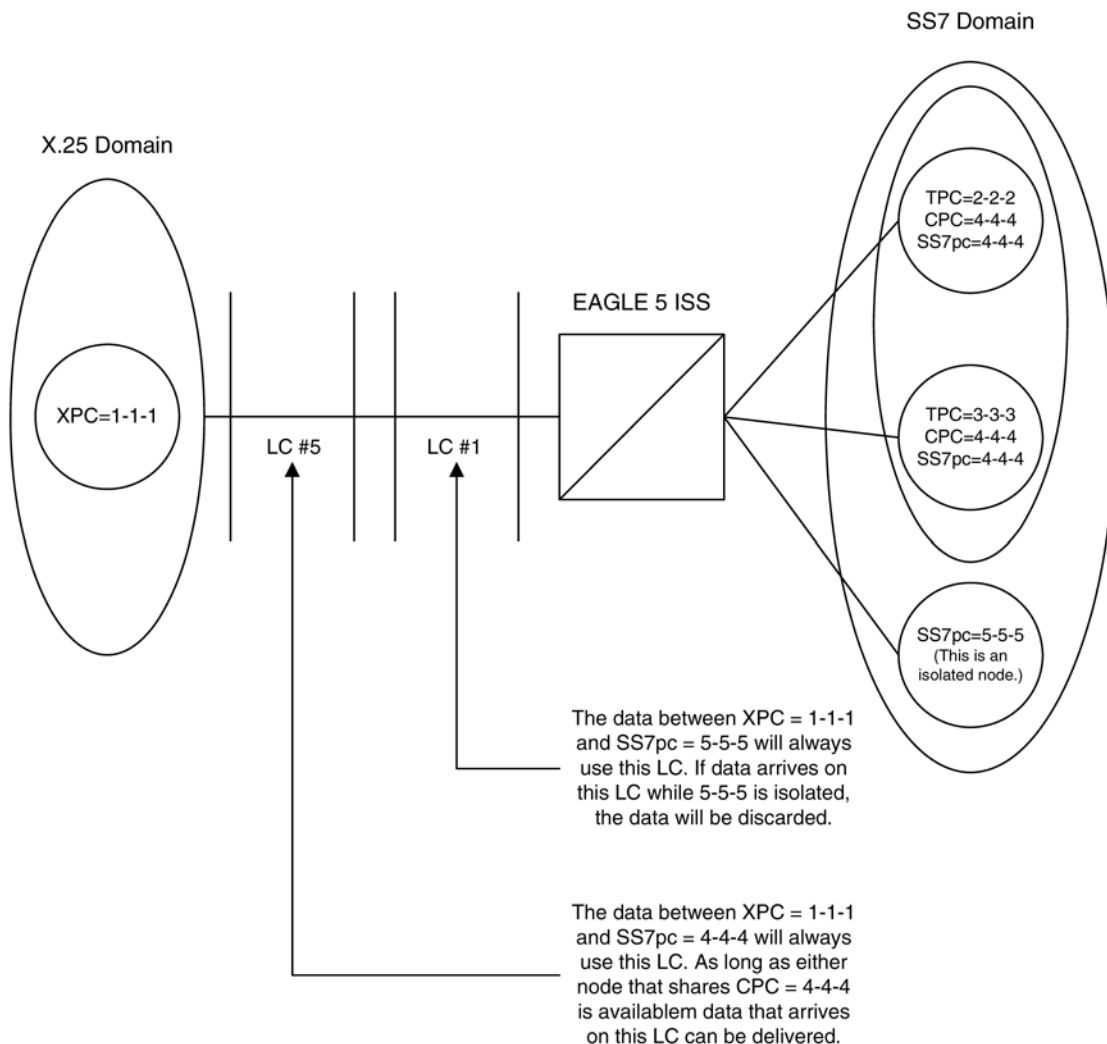 SS7 Domain
X.25 Domain
TPC=2-2-2
CPC=4-4-4
SS7pc=4-4-4
EAGLE 5 ISS
XPC=1-1-1
LC #5
LC #1
TPC=3-3-3
CPC=4-4-4
SS7pc=4-4-4
SS7pc=5-5-5
(This is an
isolated node.)
The data between XPC = 1-1-1
and SS7pc = 5-5-5 will always
use this LC. If data arrives on
this LC while 5-5-5 is isolated,
the data will be discarded.
The data between XPC = 1-1-1
and SS7pc = 4-4-4 will always
use this LC. As long as either
node that shares CPC = 4-4-4
is availablem data that arrives
on this LC can be delivered.